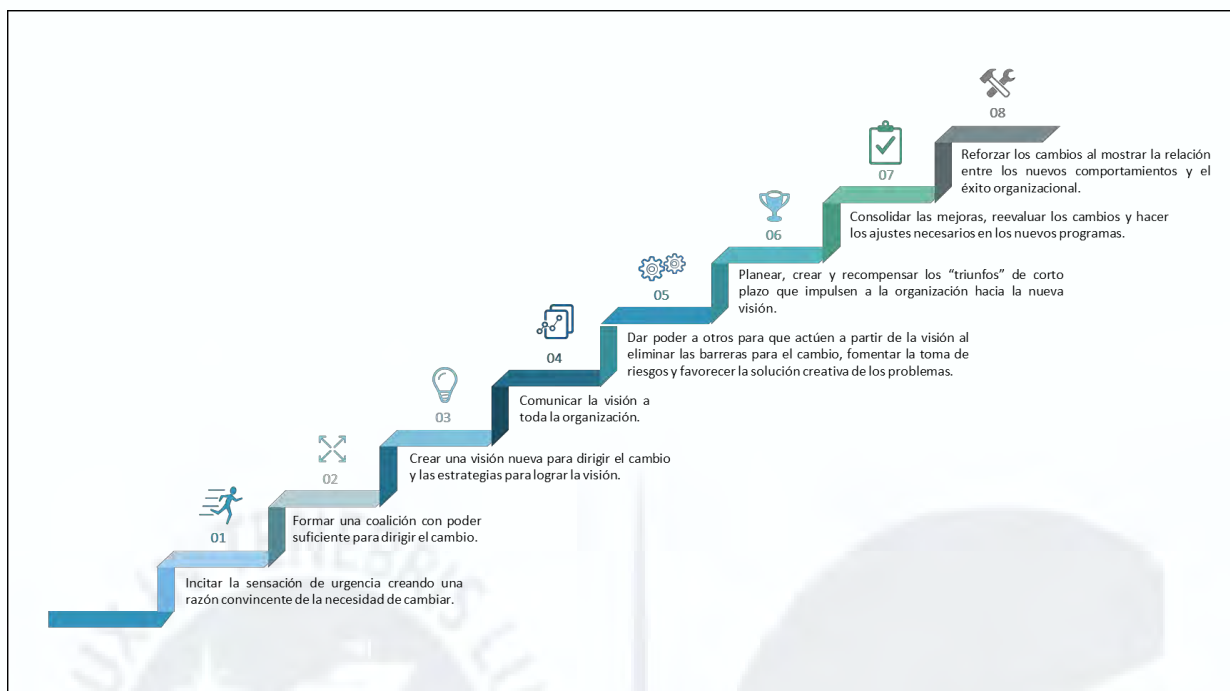 08
Reforzar los cambios al mostrar la relación
entre los nuevos comportamientos y el
éxito organizacional.
07
Consolidar las mejoras, reevaluar los cambios y hacer
los ajustes necesarios en los nuevos programas.
06
Planear, crear y recompensar los “triunfos” de corto
plazo que impulsen a la organización hacia la nueva
visión.
05
Dar poder a otros para que actúen a partir de la visión al
eliminar las barreras para el cambio, fomentar la toma de
riesgos y favorecer la solución creativa de los problemas.
04
Comunicar la visión a
toda la organización.
03
Crear una visión nueva para dirigir el cambio
y las estrategias para lograr la visión.
02
Formar una coalición con poder
suficiente para dirigir el cambio.
01
Incitar la sensación de urgencia creando una
razón convincente de la necesidad de cambiar.
TENEBRIS